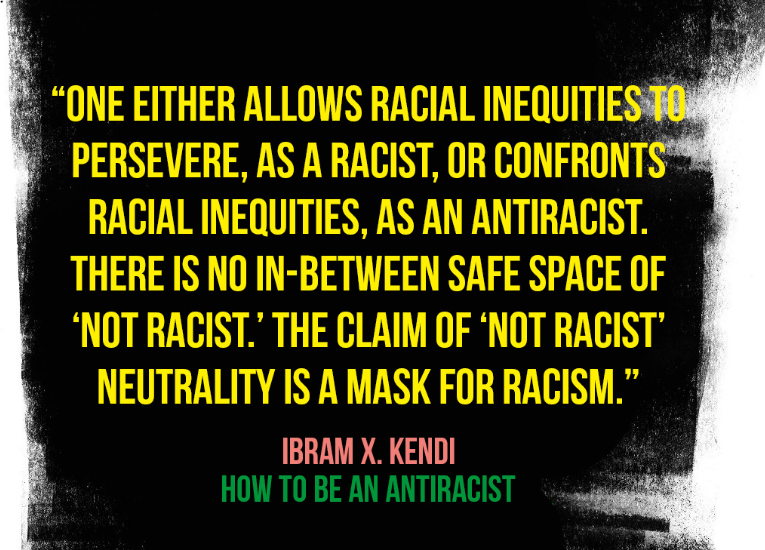 “ONE EITHER ALLOWS RACIAL INEQUITIES TO
PERSEVERE, AS A RACIST, OR CONFRONTS
RACIAL INEQUITIES, AS AN ANTIRACIST.
THERE IS NO IN-BETWEEN SAFE SPACE OF
‘NOT RACIST.’ THE CLAIM OF ‘NOT RACIST’
NEUTRALITY IS A MASK FOR RACISM.”
IBRAM X. KENDI
HOW TO BE AN ANTIRACIST